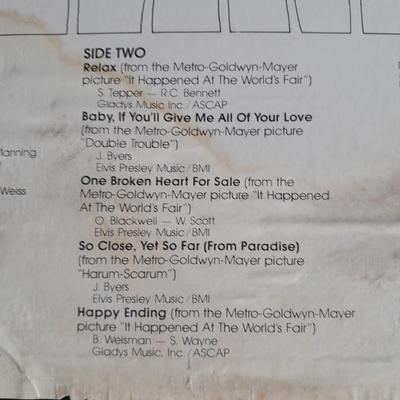 SIDE TWO
Relax (from the Metro-Goldwyn-Mayer
picture "It Happened At The World's Fair")
S. Tepper — R.C. Bennett
Gladys Music Inc./ASCAP
Baby, If You'll Give Me All Of Your Love
(from the Metro-Goldwyn-Mayer picture
"Double Trouble")
J. Byers
Elvis Presley Music/BMI
One Broken Heart For Sale (from the
Metro-Goldwyn-Mayer picture "It Happened
At The World's Fair")
O. Blackwell — W. Scott
Elvis Presley Music/BMI
So Close, Yet So Far (From Paradise)
(from the Metro-Goldwyn-Mayer picture
"Harum-Scarum")
J. Byers
Elvis Presley Music/BMI
Happy Ending (from the Metro-Goldwyn-Mayer
picture "It Happened At The World's Fair")
B. Weisman — S. Wayne
Gladys Music, Inc./ASCAP
Manning
Weiss